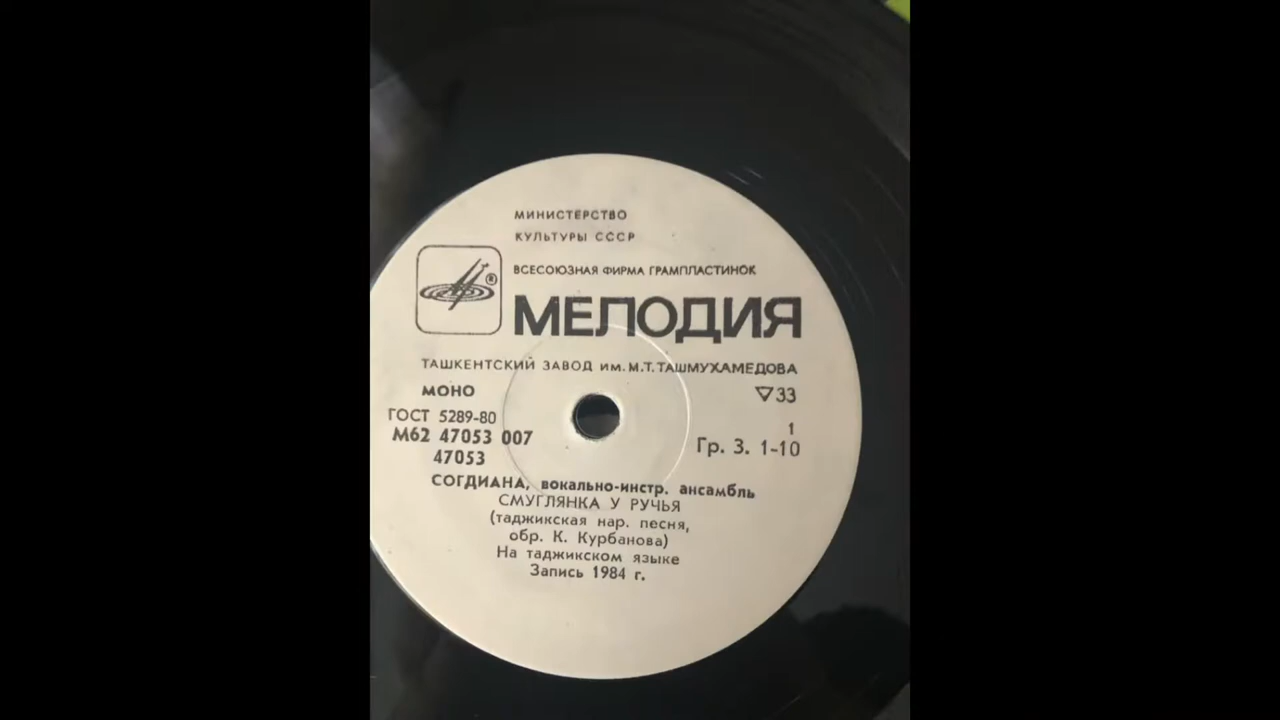 МИНИСТЕРСТВО
КУЛЬТУРЫ СССР
ВСЕСОЮЗНАЯ ФИРМА ГРАМПЛАСТИНОК
®
МЕЛОДИЯ
ТАШКЕНТСКИЙ ЗАВОД им. М.Т. ТАШМУХАМЕДОВА
МОНО
▽33
ГОСТ 5289-80
М62 47053 007
1
47053
Гр. 3. 1-10
СОГДИАНА, вокально-инстр. ансамбль
СМУГЛЯНКА У РУЧЬЯ
(таджикская нар. песня,
обр. К. Курбанова)
На таджикском языке
Запись 1984 г.